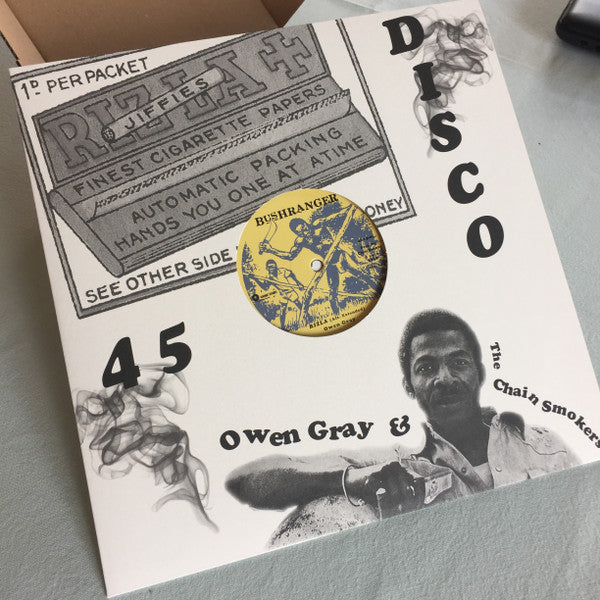 1D. PER PACKET
RIZLA +
JIFFIES
FINEST CIGARETTE PAPERS
AUTOMATIC PACKING
HANDS YOU ONE AT A TIME
SEE OTHER SIDE
ONEY
DISCO
BUSHRANGER
RIZLA
Owen Gray
45
Owen Gray &
The Chain Smokers